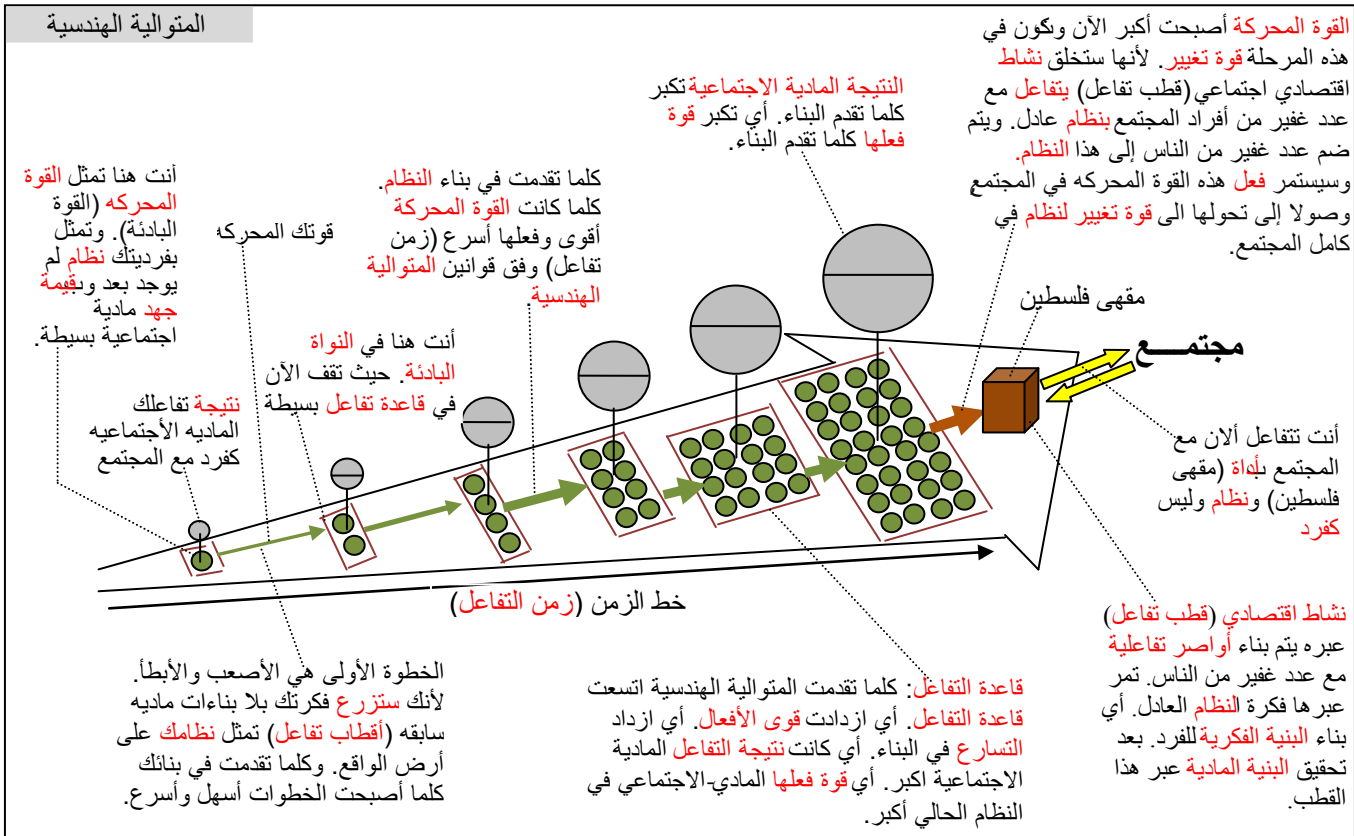 المتوالية الهندسية
القوة المحركة أصبحت أكبر الآن وتكون في
هذه المرحلة قوة تغيير. لأنها ستخلق نشاط
اقتصادي اجتماعي (قطب تفاعل) يتفاعل مع
عدد غفير من أفراد المجتمع بنظام عادل. ويتم
ضم عدد غفير من الناس إلى هذا النظام.
وسيستمر فعل هذه القوة المحركه في المجتمع
وصولا إلى تحولها الى قوة تغيير لنظام في
كامل المجتمع.
النتيجة المادية الاجتماعية تكبر
كلما تقدم البناء. أي تكبر قوة
فعلها كلما تقدم البناء.
كلما تقدمت في بناء النظام.
كلما كانت القوة المحركة
أقوى وفعلها أسرع (زمن
تفاعل) وفق قوانين المتوالية
الهندسية.
قوتك المحركه
أنت هنا تمثل القوة
المحركه (القوة
البادئة). وتمثل
بفرديتك نظام لم
يوجد بعد وبقيمة
جهد مادية
اجتماعية بسيطة.
أنت هنا في النواة
البادئة. حيث تقف الآن
في قاعدة تفاعل بسيطة
نتيجة تفاعلك
الماديه الأجتماعيه
كفرد مع المجتمع
مقهى فلسطين
مجتمـــع
أنت تتفاعل ألان مع
المجتمع بأداة (مقهى
فلسطين) ونظام وليس
كفرد
خط الزمن (زمن التفاعل)
نشاط اقتصادي (قطب تفاعل)
عبره يتم بناء أواصر تفاعلية
مع عدد غفير من الناس. تمر
عبرها فكرة النظام العادل. أي
بناء البنية الفكرية للفرد. بعد
تحقيق البنية المادية عبر هذا
القطب.
قاعدة التفاعل: كلما تقدمت المتوالية الهندسية اتسعت
قاعدة التفاعل. أي ازدادت قوى الأفعال. أي ازداد
التسارع في البناء. أي كانت نتيجة التفاعل المادية
الاجتماعية اكبر. أي قوة فعلها المادي-الاجتماعي في
النظام الحالي أكبر.
الخطوة الأولى هي الأصعب والأبطأ.
لأنك ستزرع فكرتك بلا بناءات ماديه
سابقه (أقطاب تفاعل) تمثل نظامك على
أرض الواقع. وكلما تقدمت في بنائك
كلما أصبحت الخطوات أسهل وأسرع.